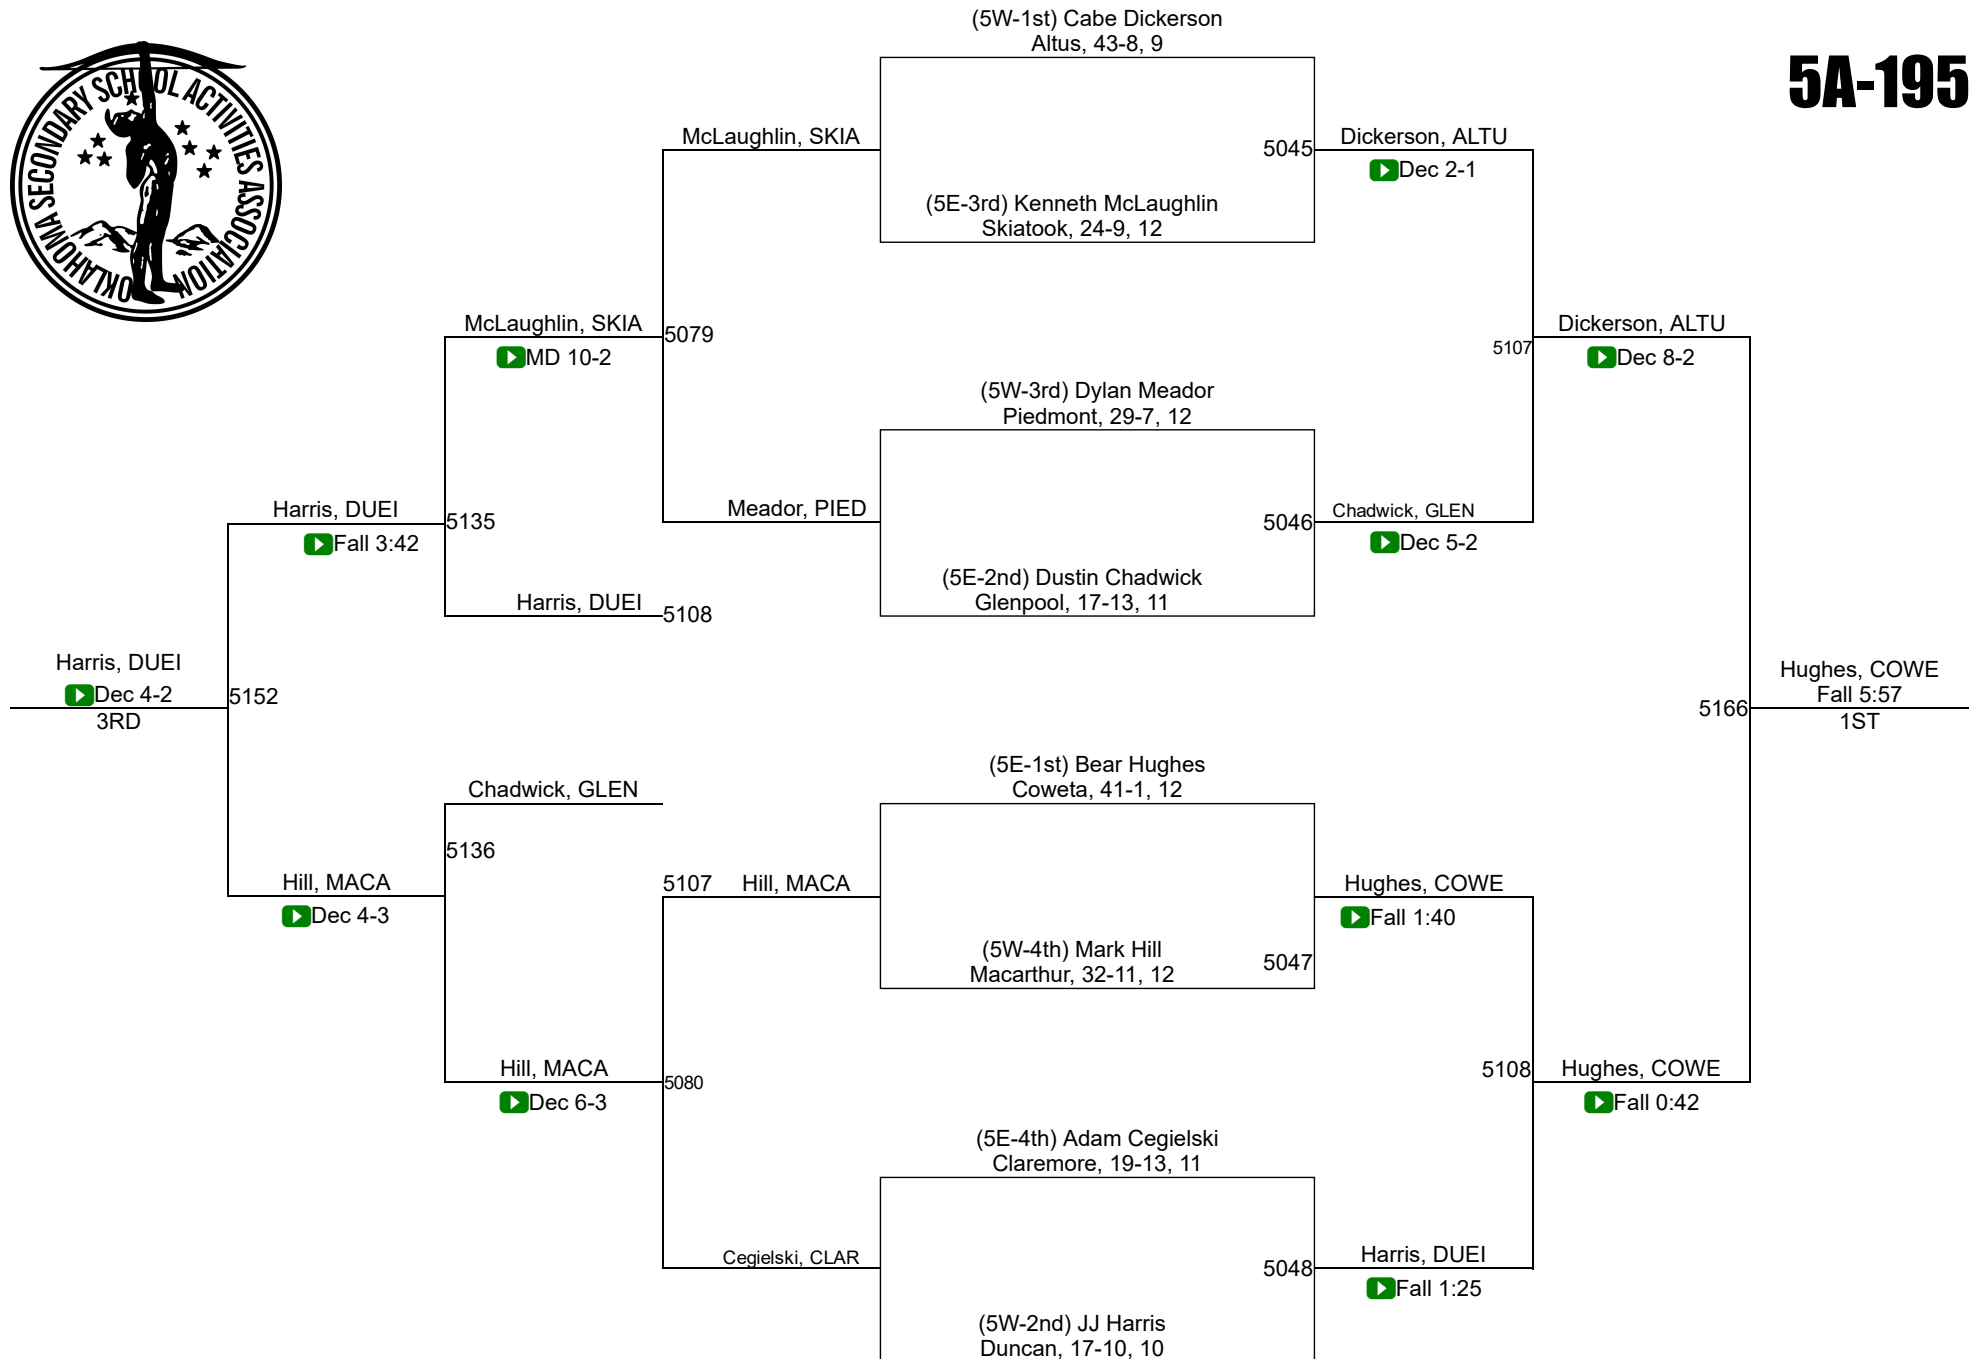 OKLAHOMA SECONDARY SCHOOL ACTIVITIES ASSOCIATION
5A-195
(5W-1st) Cabe Dickerson
Altus, 43-8, 9
McLaughlin, SKIA
5045
Dickerson, ALTU
Dec 2-1
(5E-3rd) Kenneth McLaughlin
Skiatook, 24-9, 12
McLaughlin, SKIA
MD 10-2
5079
5107
Dickerson, ALTU
Dec 8-2
(5W-3rd) Dylan Meador
Piedmont, 29-7, 12
Harris, DUEI
Fall 3:42
5135
Meador, PIED
5046
Chadwick, GLEN
Dec 5-2
(5E-2nd) Dustin Chadwick
Glenpool, 17-13, 11
Harris, DUEI
5108
Harris, DUEI
Dec 4-2
3RD
5152
5166
Hughes, COWE
Fall 5:57
1ST
(5E-1st) Bear Hughes
Coweta, 41-1, 12
Chadwick, GLEN
5136
Hill, MACA
Dec 4-3
5107
Hill, MACA
Hughes, COWE
Fall 1:40
(5W-4th) Mark Hill
Macarthur, 32-11, 12
5047
Hill, MACA
Dec 6-3
5080
5108
Hughes, COWE
Fall 0:42
(5E-4th) Adam Cegielski
Claremore, 19-13, 11
Cegielski, CLAR
5048
Harris, DUEI
Fall 1:25
(5W-2nd) JJ Harris
Duncan, 17-10, 10